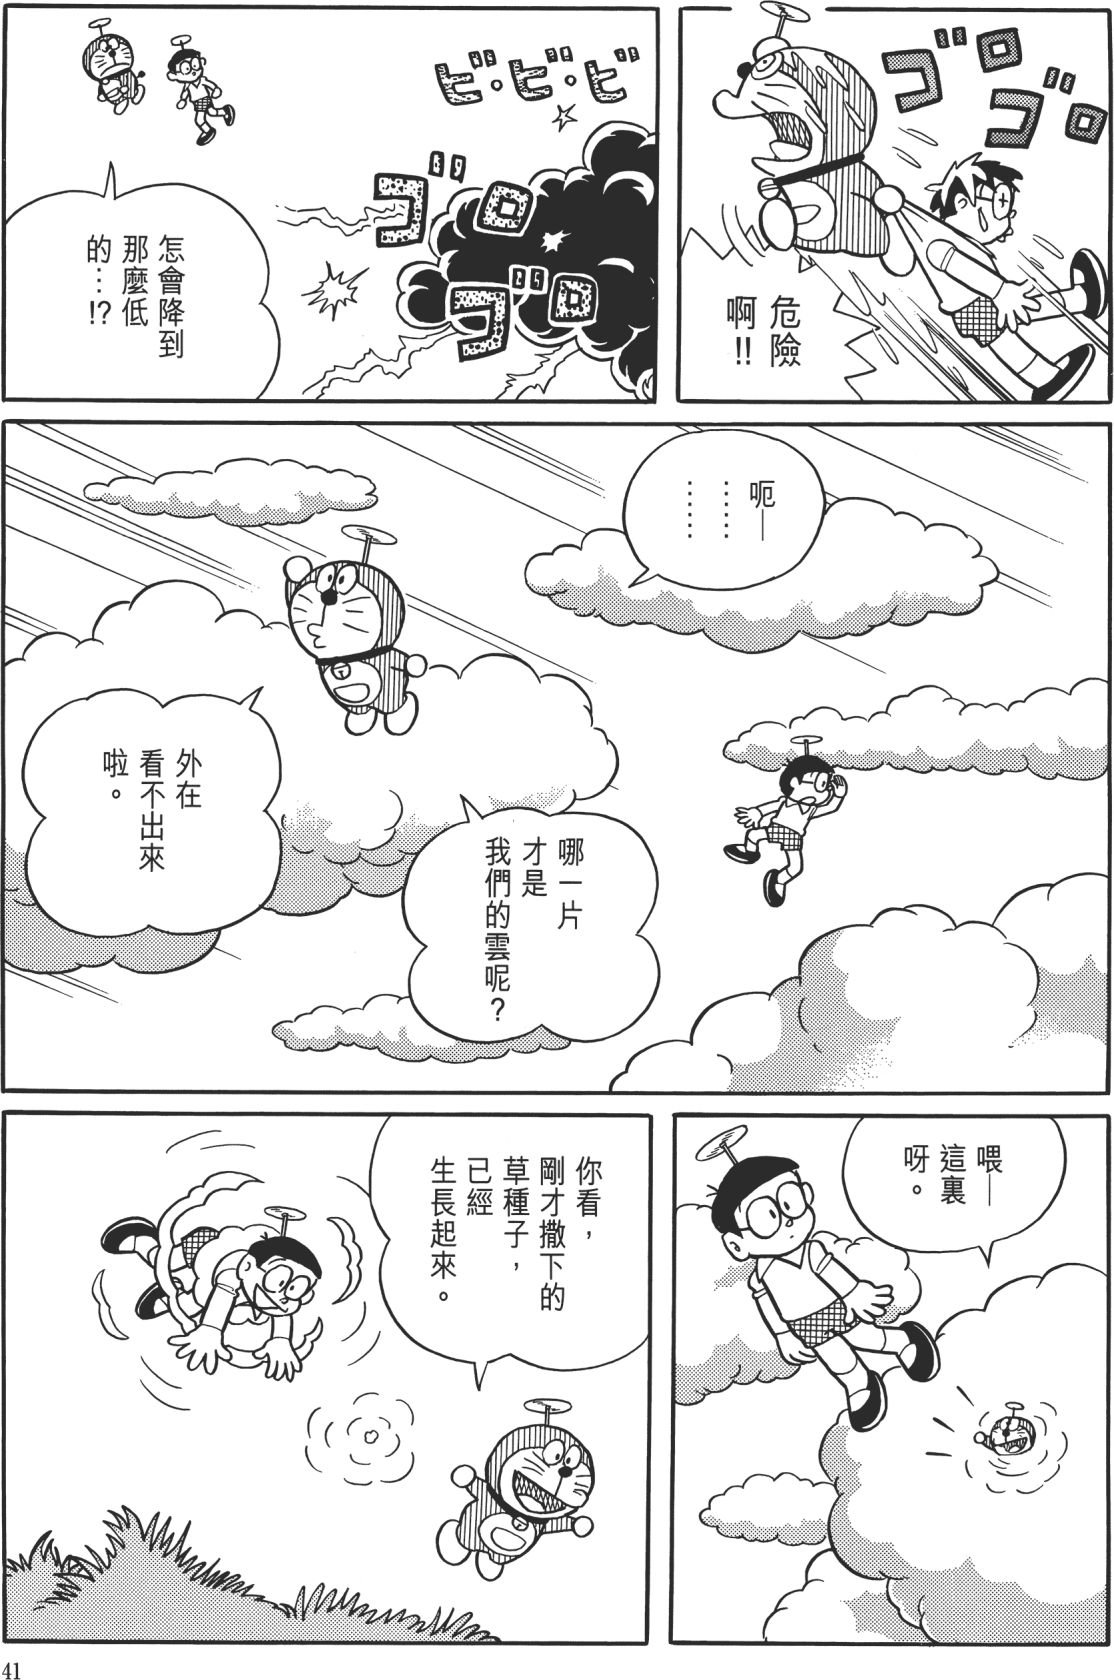 ゴロゴロ
危險
啊!!
ビ・ビ・ビ
ゴロ
ゴロ
怎會降到
那麼低
的…!?
呃—
……
……
哪一片
才是
我們的雲呢?
外在
看不出來
啦。
喂—
這裏
呀。
你看,
剛才撒下的
草種子,
已經
生長起來。
41